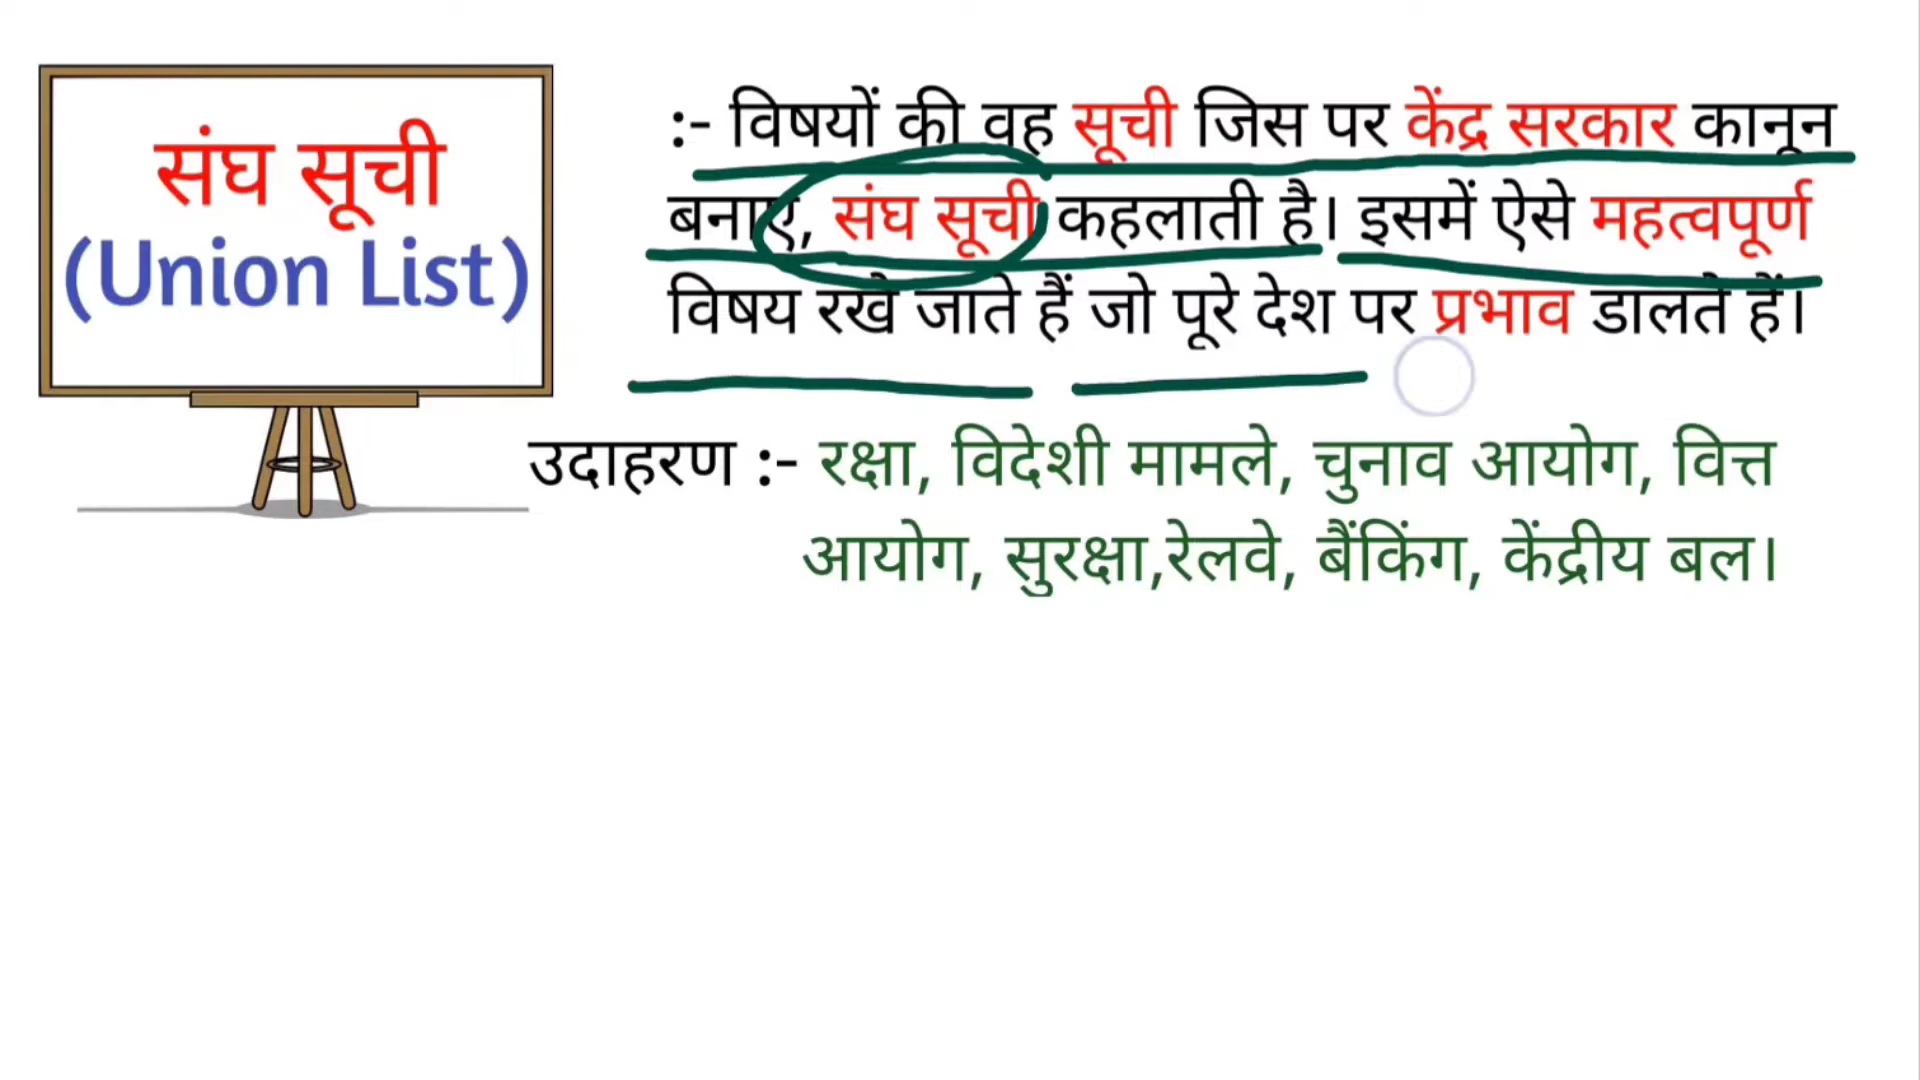 संघ सूची
(Union List)
:- विषयों की वह सूची जिस पर केंद्र सरकार कानून
बनाए, संघ सूची कहलाती है। इसमें ऐसे महत्वपूर्ण
विषय रखे जाते हैं जो पूरे देश पर प्रभाव डालते हैं।
उदाहरण :- रक्षा, विदेशी मामले, चुनाव आयोग, वित्त
आयोग, सुरक्षा,रेलवे, बैंकिंग, केंद्रीय बल।